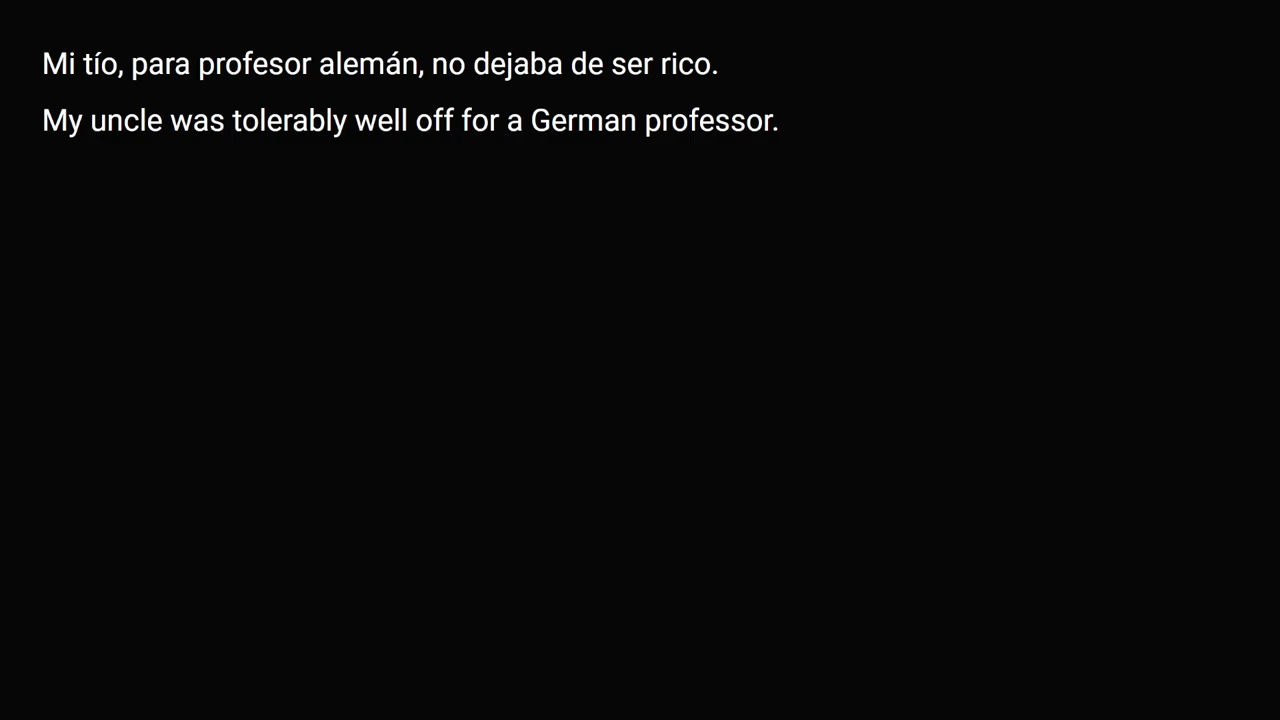 Mi tío, para profesor alemán, no dejaba de ser rico.
My uncle was tolerably well off for a German professor.